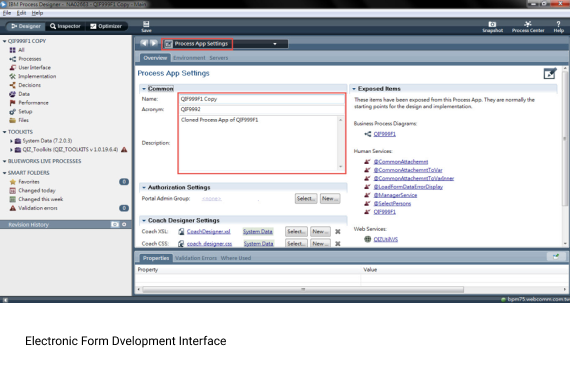 IBM Process Designer - NA02883 - QIF999F1 Copy - Main
File Edit Help
Designer Inspector Optimizer
Save
Snapshot Process Center Help
QIF999F1 COPY
All
Processes
User Interface
Implementation
Decisions
Data
Performance
Setup
Files
TOOLKITS
System Data (7.2.0.3)
QIZ_Toolkits (QIZ_TOOLKITS v 1.0.19.6.4)
BLUEWORKS LIVE PROCESSES
SMART FOLDERS
Favorites 0
Changed today
Changed this week
Validation errors 0
Revision History
Process App Settings
Overview Environment Servers
Process App Settings
Common
Name: QIF999F1 Copy
Acronym: QIF9992
Cloned Process App of QIF999F1
Description:
Authorization Settings
Portal Admin Group: Select... New...
Coach Designer Settings
Coach XSL: CoachDesigner.xsl System Data Select... New...
Coach CSS: coach_designer.css System Data Select... New...
Exposed Items
These items have been exposed from this Process App. They are normally the
starting points for the design and implementation.
Business Process Diagrams:
QIF999F1
Human Services:
@CommonAttachemnt
@CommonAttachemntToVar
@CommonAttachemntToVarInner
@LoadFormDataErrorDisplay
@ManagerService
@SelectPersons
QIF999F1
Web Services:
Properties Validation Errors Where Used
Property Value
bpm75.webcomm.com.tw
Electronic Form Dvelopment Interface